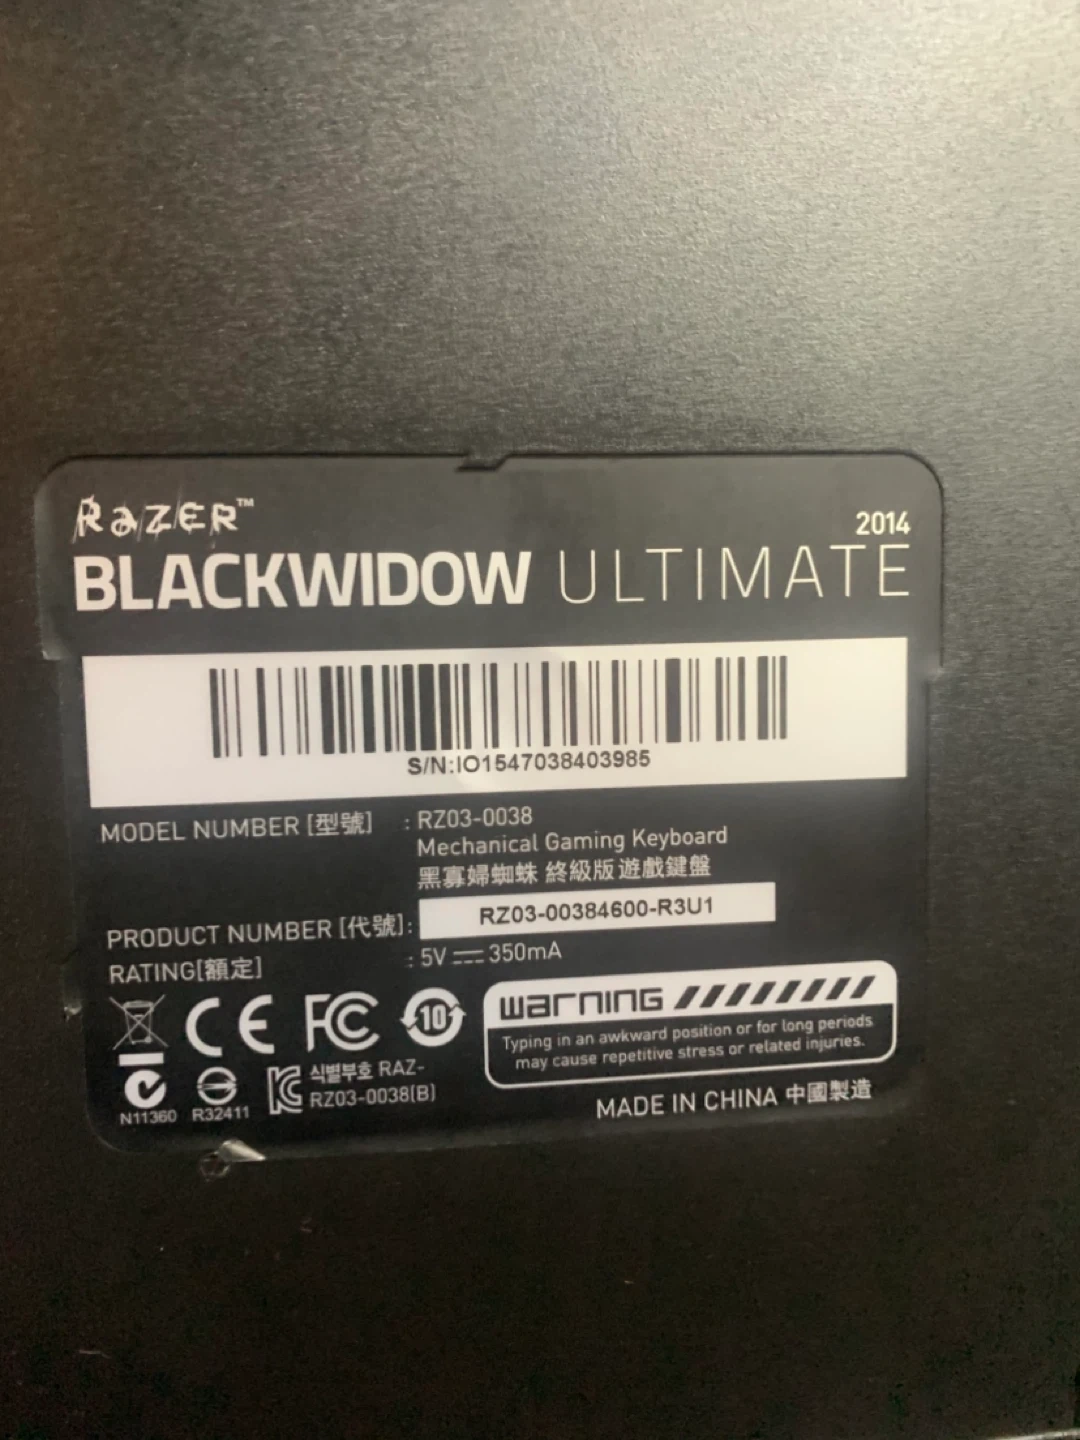 RAZER™
2014
BLACKWIDOW ULTIMATE
S/N:IO1547038403985
MODEL NUMBER [型號] : RZ03-0038
Mechanical Gaming Keyboard
黑寡婦蜘蛛 終級版 遊戲鍵盤
PRODUCT NUMBER [代號]: RZ03-00384600-R3U1
RATING[額定] : 5V ⎓ 350mA
CE FC 10
warning
Typing in an awkward position or for long periods
may cause repetitive stress or related injuries.
식별부호 RAZ-
RZ03-0038(B)
N11360 R32411
MADE IN CHINA 中國製造